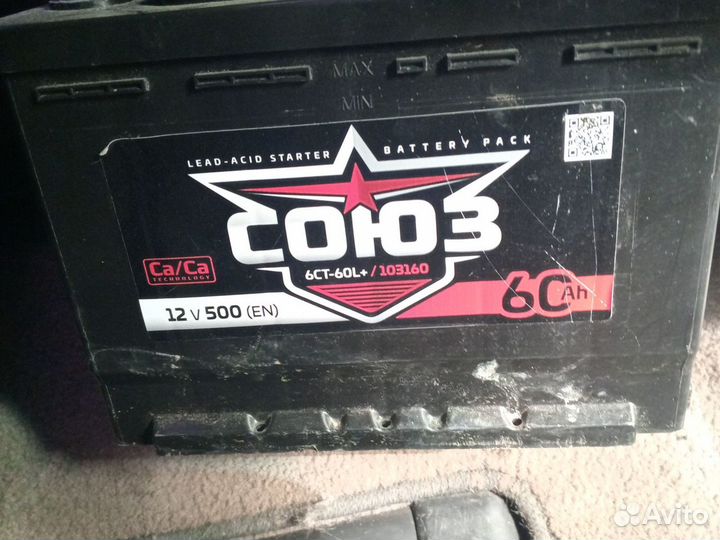 MAX
MIN
LEAD-ACID STARTER BATTERY PACK
СОЮЗ
6СТ-60L+ / 103160
Ca/Ca
TECHNOLOGY
12 V 500 (EN)
60 Ah
Avito